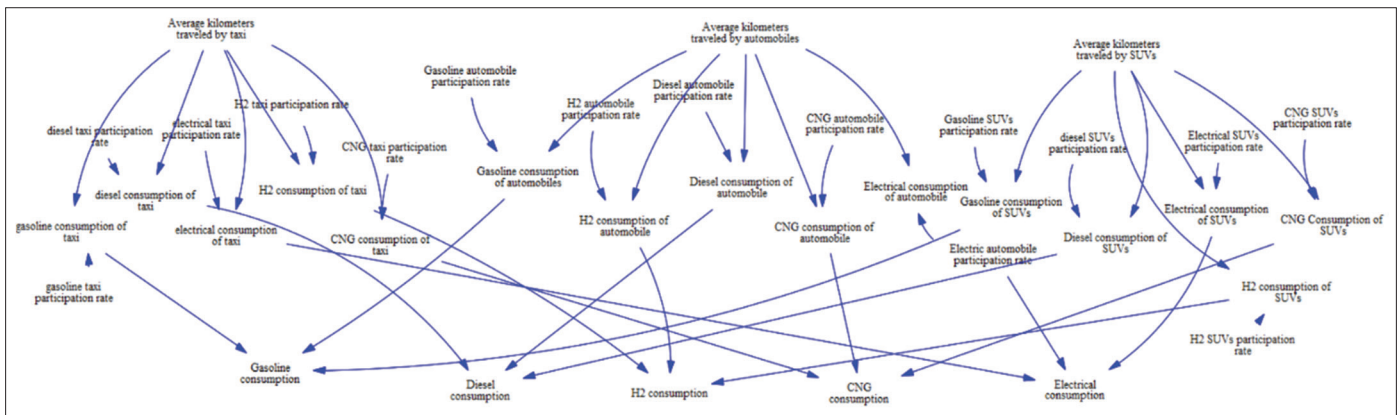 Average kilometers
traveled by taxi
Average kilometers
traveled by automobiles
Average kilometers
traveled by SUVs
Gasoline automobile
participation rate
Diesel automobile
participation rate
H2 taxi participation rate
H2 automobile
participation rate
CNG SUVs
participation rate
diesel taxi participation
rate
electrical taxi
participation rate
CNG automobile
participation rate
Gasoline SUVs
participation rate
diesel SUVs
participation rate
Electrical SUVs
participation rate
CNG taxi participation
rate
Gasoline consumption
of automobiles
Diesel consumption of
automobile
Electrical consumption
of automobile
diesel consumption of
taxi
H2 consumption of taxi
Gasoline consumption
of SUVs
Electrical consumption
of SUVs
CNG Consumption of
SUVs
gasoline consumption of
taxi
electrical consumption
of taxi
CNG consumption of
taxi
H2 consumption of
automobile
CNG consumption of
automobile
Diesel consumption of
SUVs
Electric automobile
participation rate
gasoline taxi
participation rate
H2 consumption of
SUVs
H2 SUVs participation
rate
Gasoline
consumption
Diesel
consumption
H2 consumption
CNG
consumption
Electrical
consumption